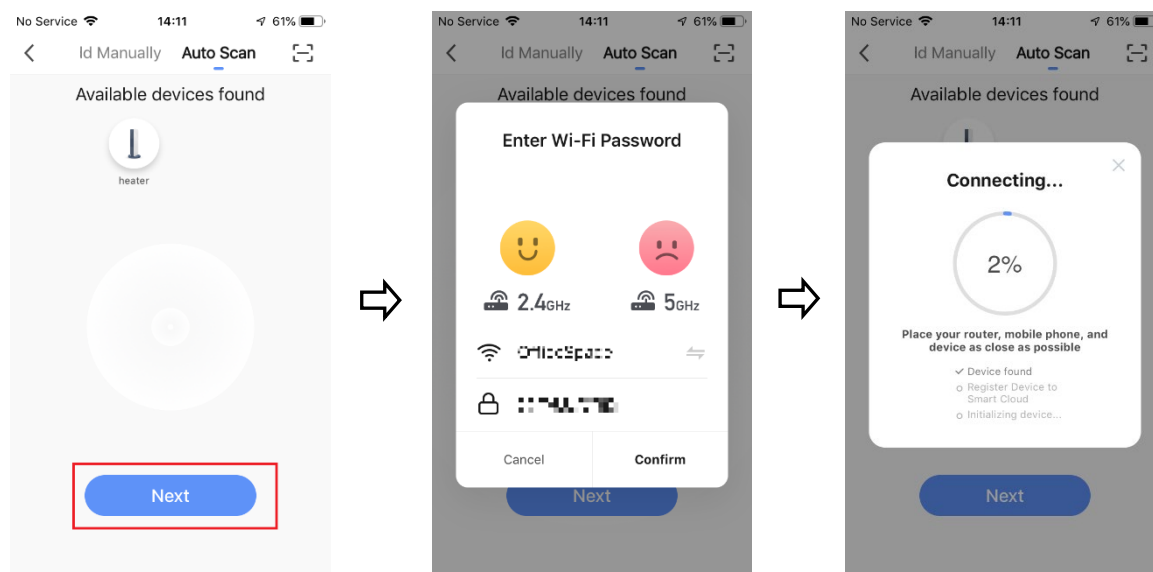 No Service 14:11 61%
ld Manually Auto Scan
Available devices found
heater
Next
No Service 14:11 61%
ld Manually Auto Scan
Available devices found
Enter Wi-Fi Password
2.4GHz 5GHz
Cancel Confirm
Next
No Service 14:11 61%
ld Manually Auto Scan
Available devices found
Connecting...
2%
Place your router, mobile phone, and
device as close as possible
Device found
Register Device to
Smart Cloud
Initializing device...
Next